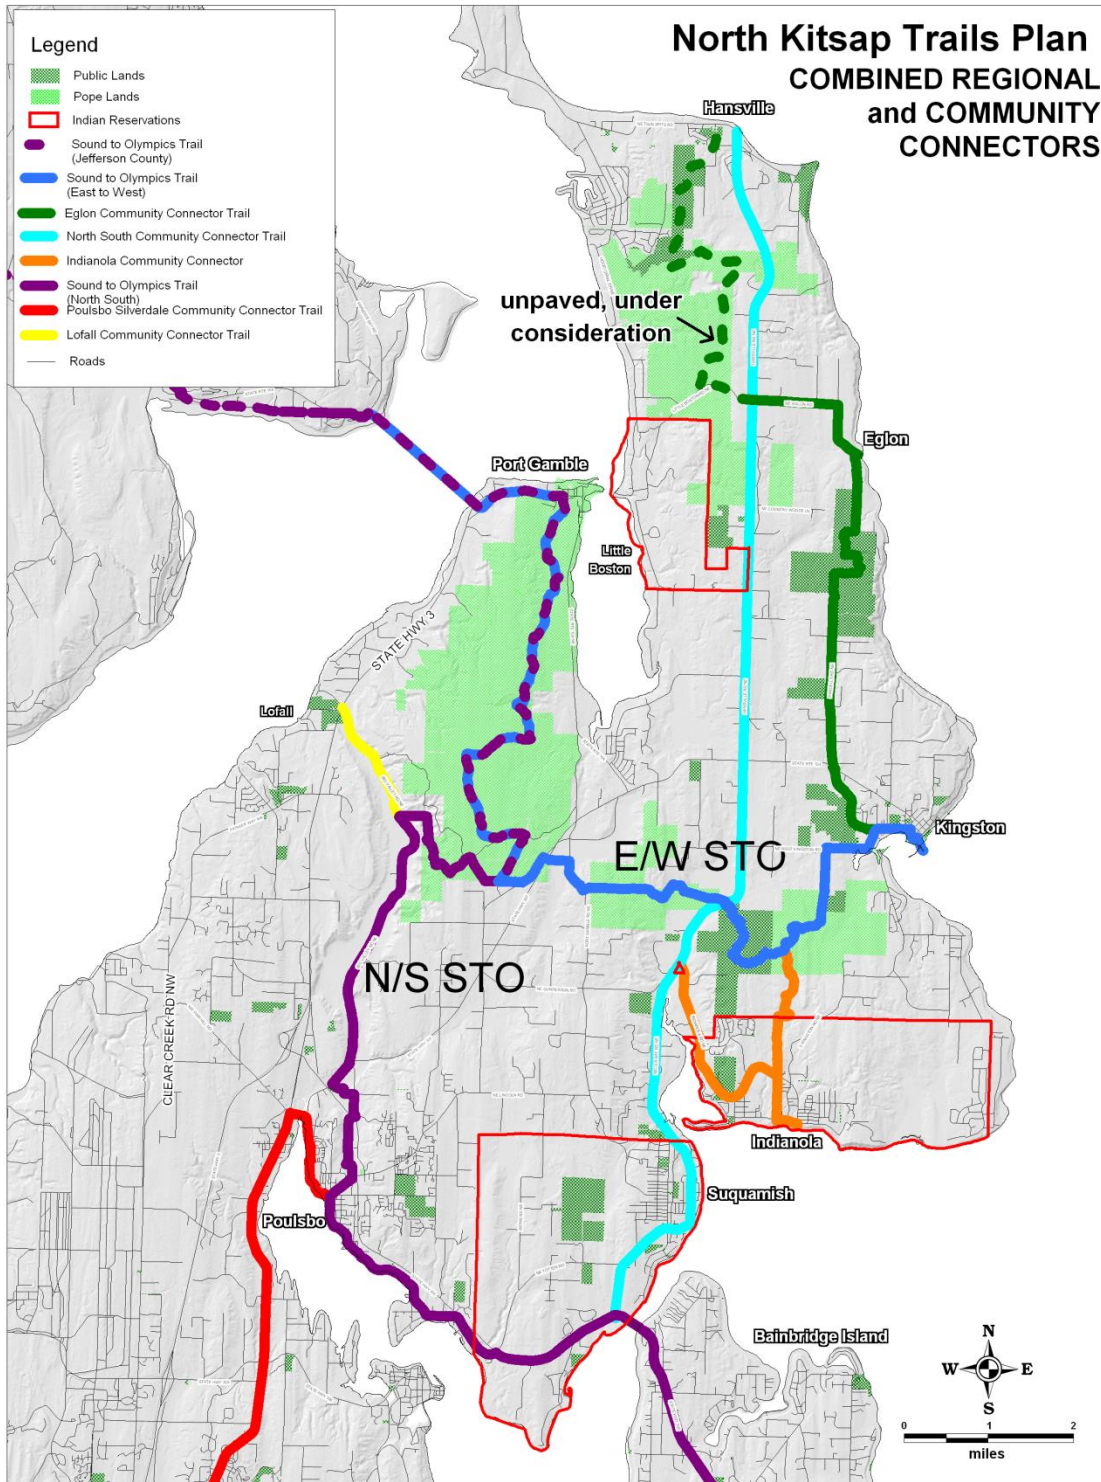 North Kitsap Trails Plan
COMBINED REGIONAL
and COMMUNITY
CONNECTORS
Legend
Public Lands
Pope Lands
Indian Reservations
Sound to Olympics Trail
(Jefferson County)
Sound to Olympics Trail
(East to West)
Eglon Community Connector Trail
North South Community Connector Trail
Indianola Community Connector
Sound to Olympics Trail
(North South)
Poulsbo Silverdale Community Connector Trail
Lofall Community Connector Trail
Roads
Hansville
unpaved, under
consideration
Eglon
Port Gamble
Little
Boston
STATE HWY 3
Lofall
Kingston
E/W STO
N/S STO
CLEAR CREEK RD NW
Indianola
Suquamish
Poulsbo
Bainbridge Island
N
W E
S
0 1 2
miles